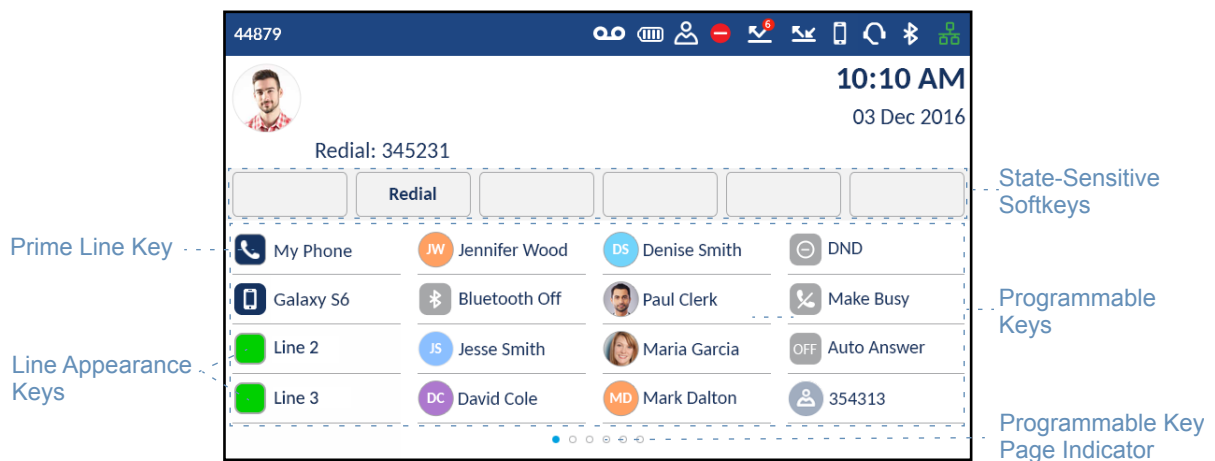 44879
6
10:10 AM
03 Dec 2016
Redial: 345231
Redial
State-Sensitive
Softkeys
Prime Line Key
My Phone
JW Jennifer Wood
DS Denise Smith
DND
Galaxy S6
Bluetooth Off
Paul Clerk
Make Busy
Programmable
Keys
Line Appearance
Keys
Line 2
JS Jesse Smith
Maria Garcia
OFF Auto Answer
Line 3
DC David Cole
MD Mark Dalton
354313
Programmable Key
Page Indicator